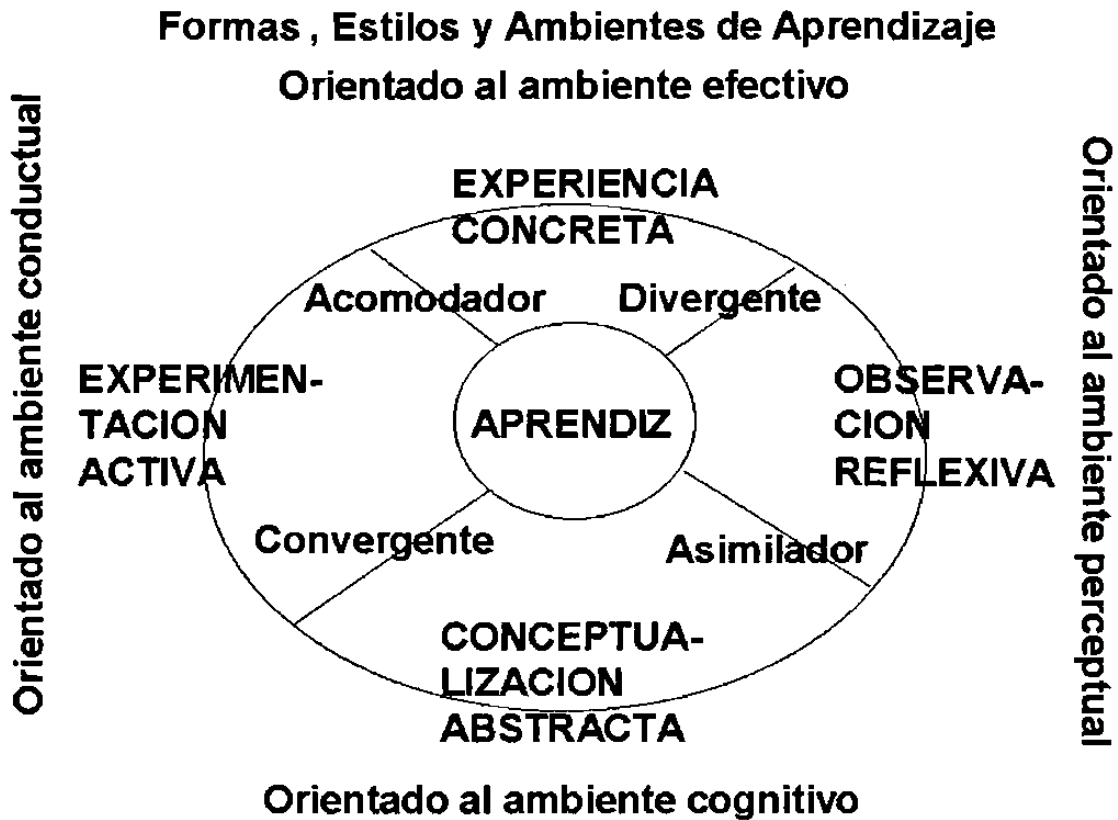 Formas , Estilos y Ambientes de Aprendizaje
Orientado al ambiente efectivo
Orientado al ambiente conductual
Orientado al ambiente perceptual
EXPERIENCIA
CONCRETA
Acomodador
Divergente
EXPERIMEN-
TACION
ACTIVA
APRENDIZ
OBSERVA-
CION
REFLEXIVA
Convergente
Asimilador
CONCEPTUA-
LIZACION
ABSTRACTA
Orientado al ambiente cognitivo